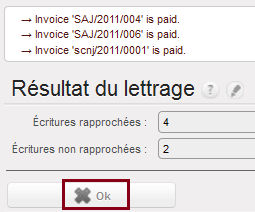 → Invoice 'SAJ/2011/004' is paid.
→ Invoice 'SAJ/2011/006' is paid.
→ Invoice 'scnj/2011/0001' is paid.
Résultat du lettrage ?
Écritures rapprochées : 4
Écritures non rapprochées : 2
Ok